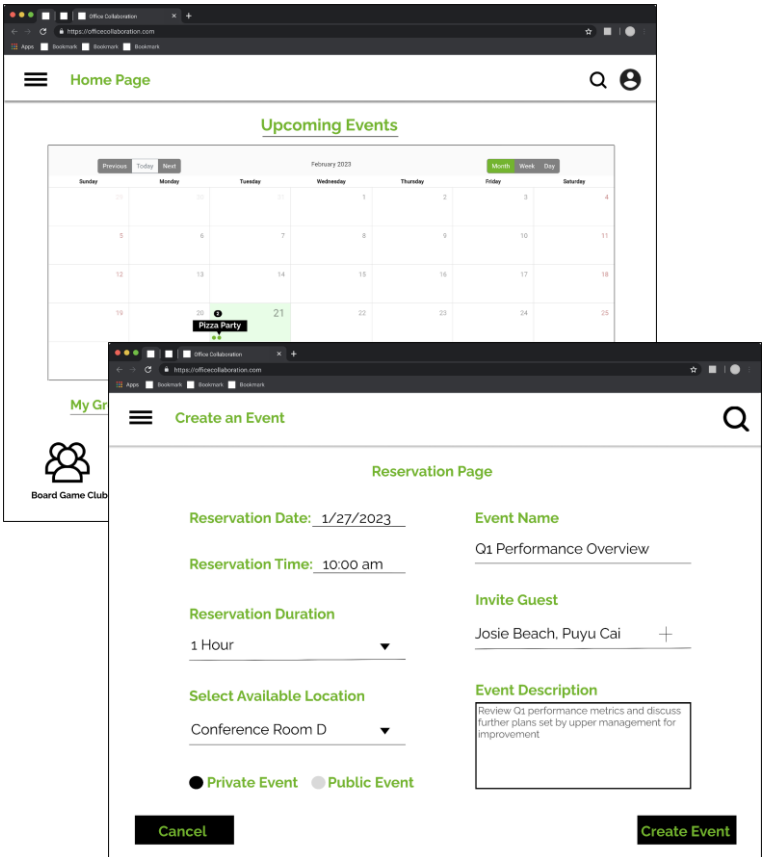 Office Collaboration × +
https://officecollaboration.com
Apps Bookmark Bookmark Bookmark
Home Page
Upcoming Events
Previous Today Next February 2023 Month Week Day
Sunday Monday Tuesday Wednesday Thursday Friday Saturday
1 2 3 4
5 6 7 8 9 10 11
12 13 14 15 16 17 18
19 20 21 22 23 24 25
Pizza Party
My Gr
Board Game Club
Office Collaboration × +
https://officecollaboration.com
Apps Bookmark Bookmark Bookmark
Create an Event
Reservation Page
Reservation Date: 1/27/2023
Reservation Time: 10:00 am
Reservation Duration
1 Hour
Select Available Location
Conference Room D
Private Event Public Event
Event Name
Q1 Performance Overview
Invite Guest
Josie Beach, Puyu Cai
Event Description
Review Q1 performance metrics and discuss
further plans set by upper management for
improvement
Cancel
Create Event